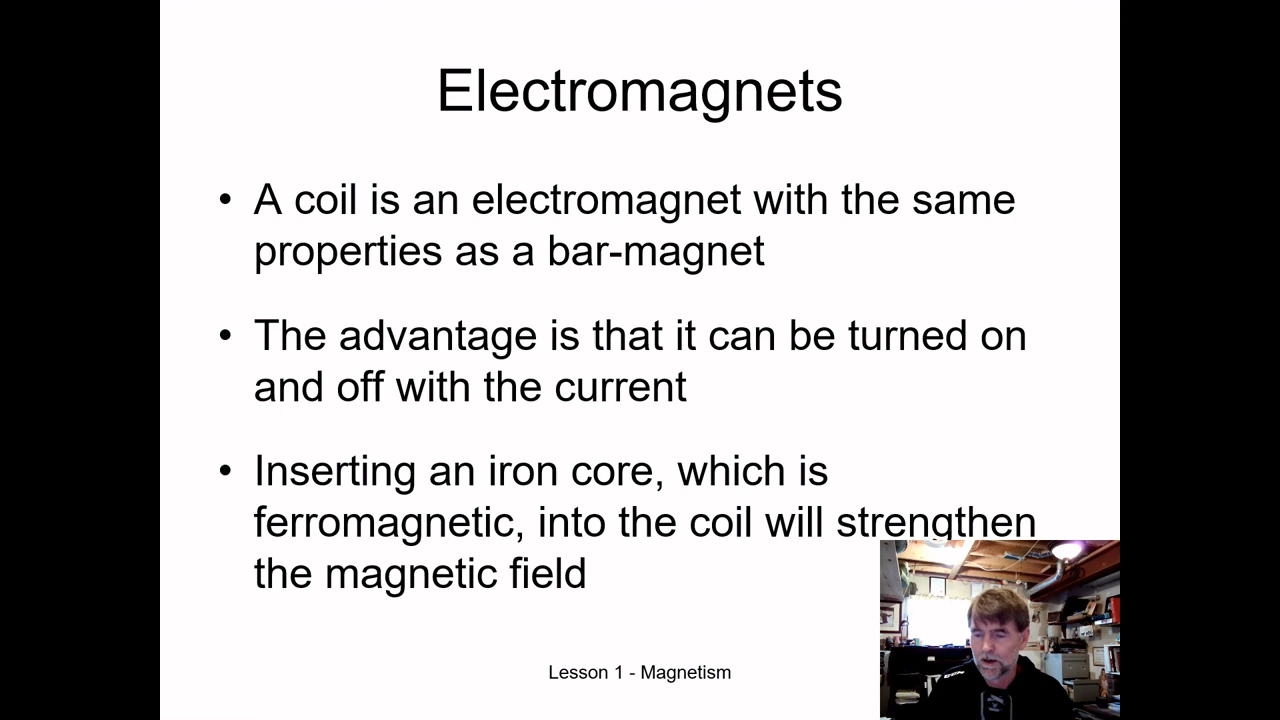 Electromagnets
• A coil is an electromagnet with the same
properties as a bar-magnet
• The advantage is that it can be turned on
and off with the current
• Inserting an iron core, which is
ferromagnetic, into the coil will strengthen
the magnetic field
Lesson 1 - Magnetism
CCM